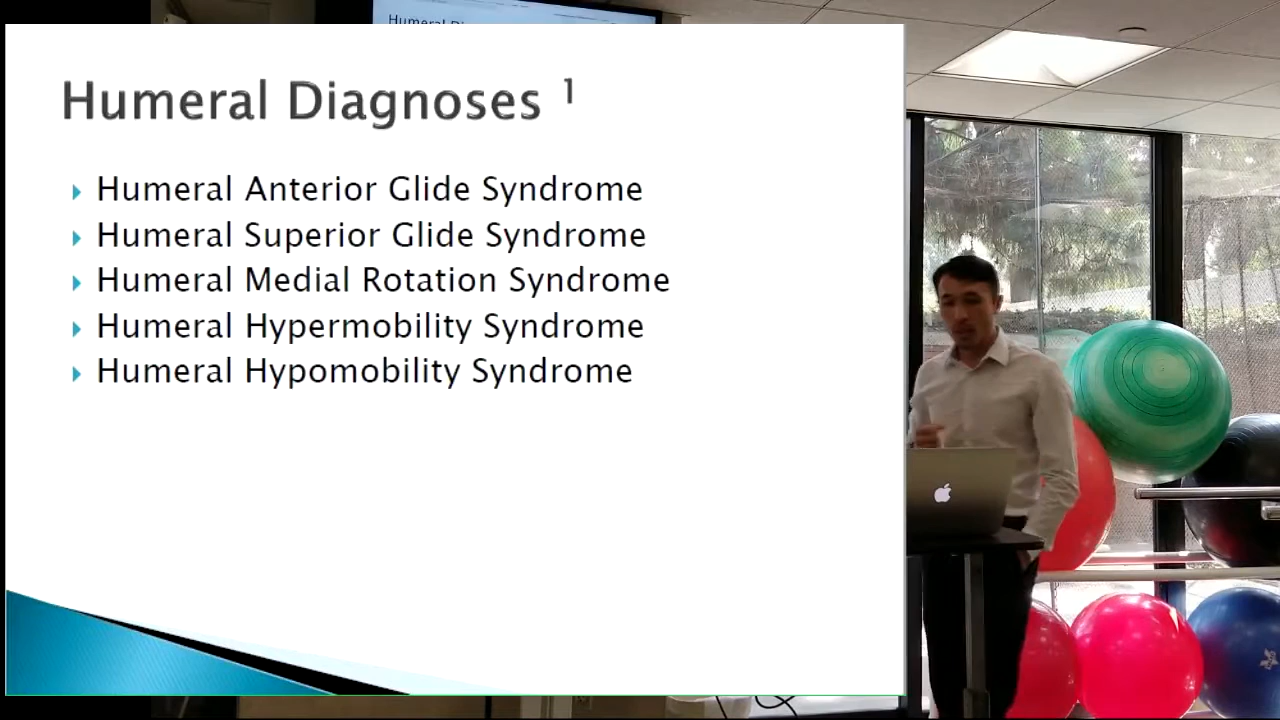 Humeral Diagnoses 1
Humeral Anterior Glide Syndrome
Humeral Superior Glide Syndrome
Humeral Medial Rotation Syndrome
Humeral Hypermobility Syndrome
Humeral Hypomobility Syndrome